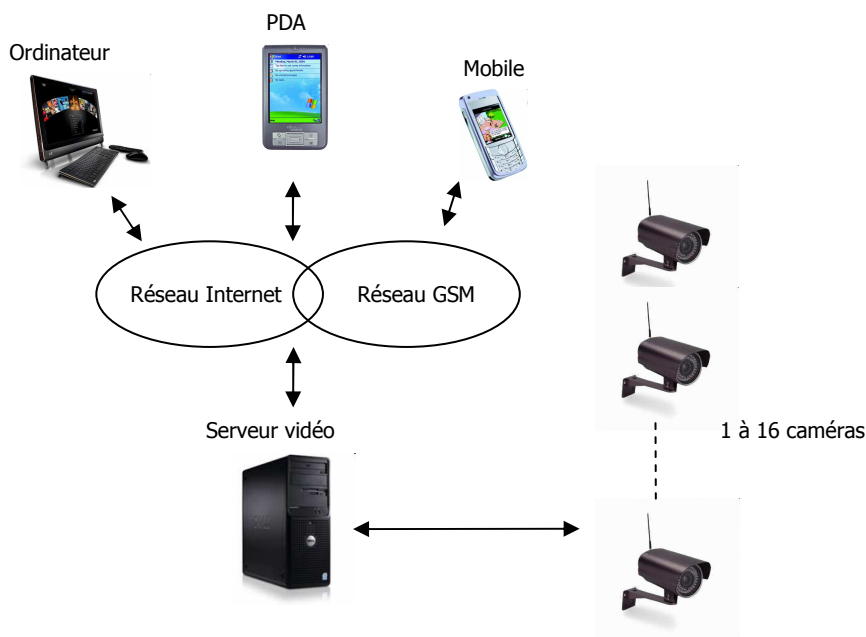 PDA
Ordinateur
Mobile
Réseau Internet
Réseau GSM
Serveur vidéo
1 à 16 caméras